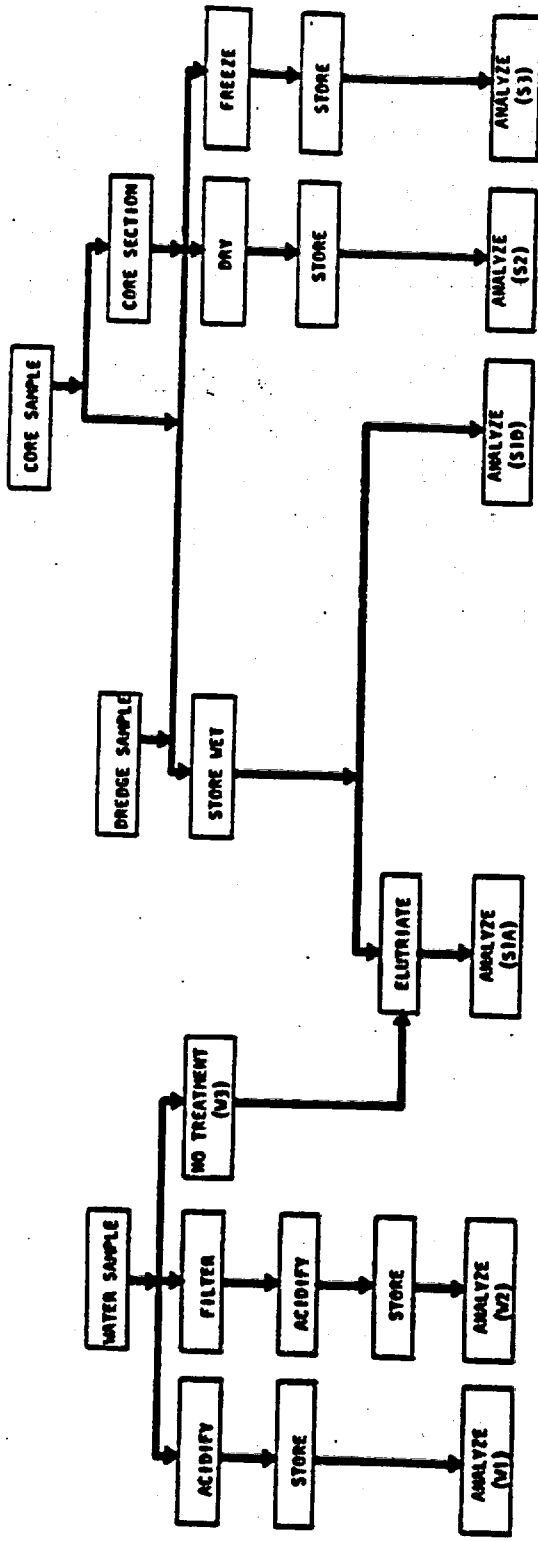 CORE SAMPLE
DREDGE SAMPLE
WATER SAMPLE
CORE SECTION
ACIDIFY
FILTER
NO TREATMENT
(W3)
STORE WET
DRY
FREEZE
STORE
ACIDIFY
STORE
STORE
STORE
ELUTRIATE
ANALYZE
(W1)
ANALYZE
(W2)
ANALYZE
(S1A)
ANALYZE
(S1B)
ANALYZE
(S2)
ANALYZE
(S3)